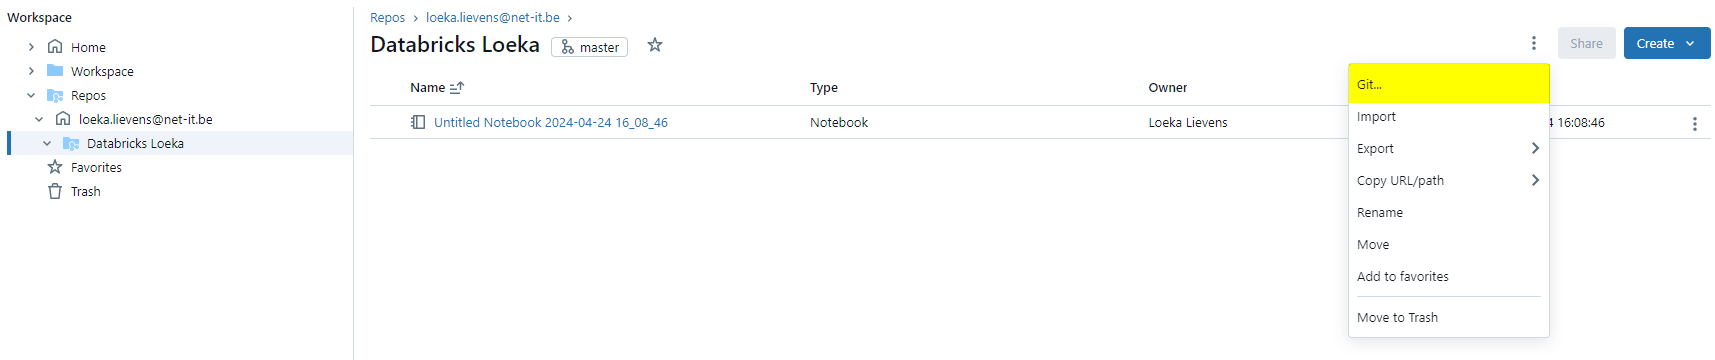 Workspace
Home
Workspace
Repos
loeka.lievens@net-it.be
Databricks Loeka
Favorites
Trash
Repos > loeka.lievens@net-it.be >
Databricks Loeka master
Share
Create
Name Type Owner
Untitled Notebook 2024-04-24 16_08_46 Notebook Loeka Lievens 4 16:08:46
Git...
Import
Export
Copy URL/path
Rename
Move
Add to favorites
Move to Trash